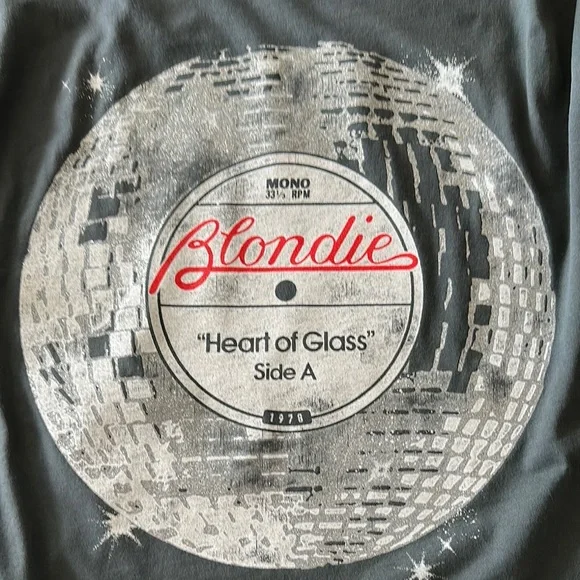 MONO
33⅓ RPM
Blondie
"Heart of Glass"
Side A
1978